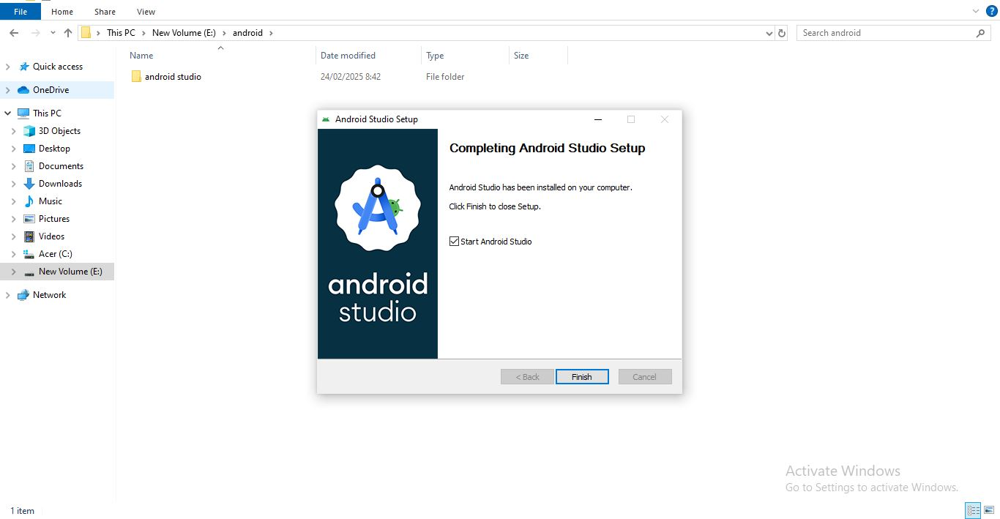 File Home Share View
This PC New Volume (E:) android
Search android
Name Date modified Type Size
android studio 24/02/2025 8:42 File folder
Quick access
OneDrive
This PC
3D Objects
Desktop
Documents
Downloads
Music
Pictures
Videos
Acer (C:)
New Volume (E:)
Network
Android Studio Setup
android
studio
Completing Android Studio Setup
Android Studio has been installed on your computer.
Click Finish to close Setup.
Start Android Studio
< Back Finish Cancel
Activate Windows
Go to Settings to activate Windows.
1 item